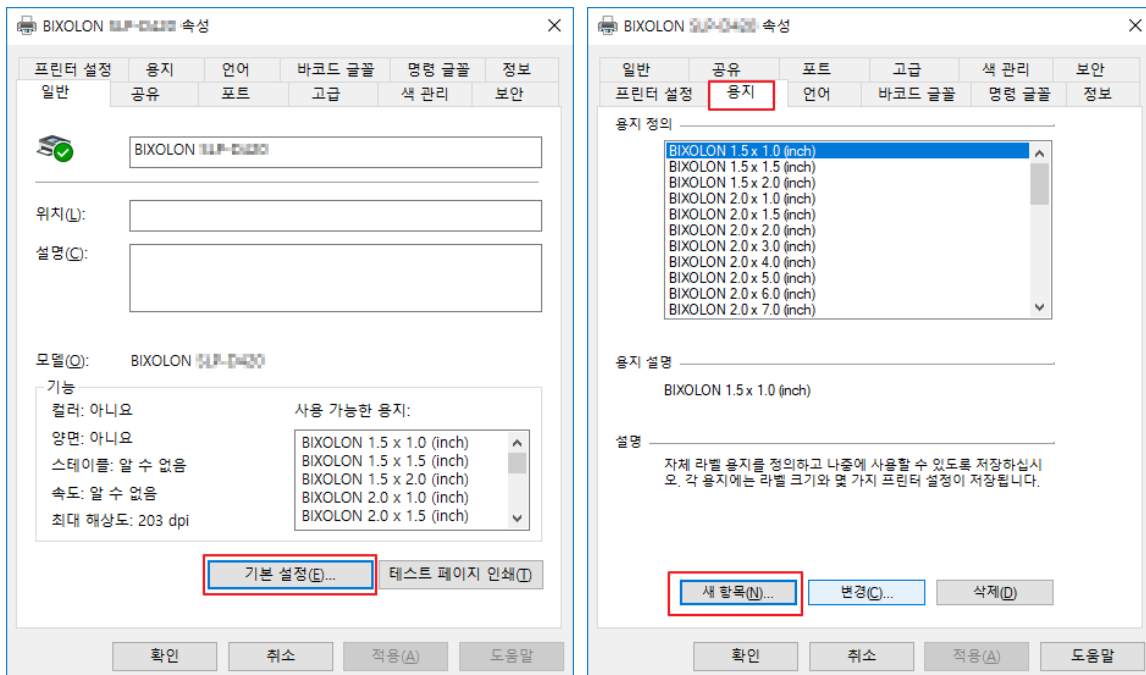 BIXOLON 속성
프린터 설정 용지 언어 바코드 글꼴 명령 글꼴 정보
일반 공유 포트 고급 색 관리 보안
BIXOLON
위치(L):
설명(C):
모델(O): BIXOLON
기능
컬러: 아니요
양면: 아니요
스테이플: 알 수 없음
속도: 알 수 없음
최대 해상도: 203 dpi
사용 가능한 용지:
BIXOLON 1.5 x 1.0 (inch)
BIXOLON 1.5 x 1.5 (inch)
BIXOLON 1.5 x 2.0 (inch)
BIXOLON 2.0 x 1.0 (inch)
BIXOLON 2.0 x 1.5 (inch)
기본 설정(E)... 테스트 페이지 인쇄(T)
확인 취소 적용(A) 도움말
BIXOLON 속성
일반 공유 포트 고급 색 관리 보안
프린터 설정 용지 언어 바코드 글꼴 명령 글꼴 정보
용지 정의
BIXOLON 1.5 x 1.0 (inch)
BIXOLON 1.5 x 1.5 (inch)
BIXOLON 1.5 x 2.0 (inch)
BIXOLON 2.0 x 1.0 (inch)
BIXOLON 2.0 x 1.5 (inch)
BIXOLON 2.0 x 2.0 (inch)
BIXOLON 2.0 x 3.0 (inch)
BIXOLON 2.0 x 4.0 (inch)
BIXOLON 2.0 x 5.0 (inch)
BIXOLON 2.0 x 6.0 (inch)
BIXOLON 2.0 x 7.0 (inch)
용지 설명
BIXOLON 1.5 x 1.0 (inch)
설명
자체 라벨 용지를 정의하고 나중에 사용할 수 있도록 저장하십시
오. 각 용지에는 라벨 크기와 몇 가지 프린터 설정이 저장됩니다.
새 항목(N)... 변경(C)... 삭제(D)
확인 취소 적용(A) 도움말